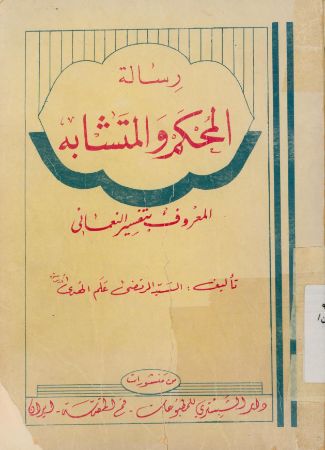 رسالة
المحكم والمتشابه
المعروف بتفسير النعماني
تأليف: السيد المرتضى علم الهدى
من منشورات
دار الشبستري للمطبوعات - قم المقدسة - ايران